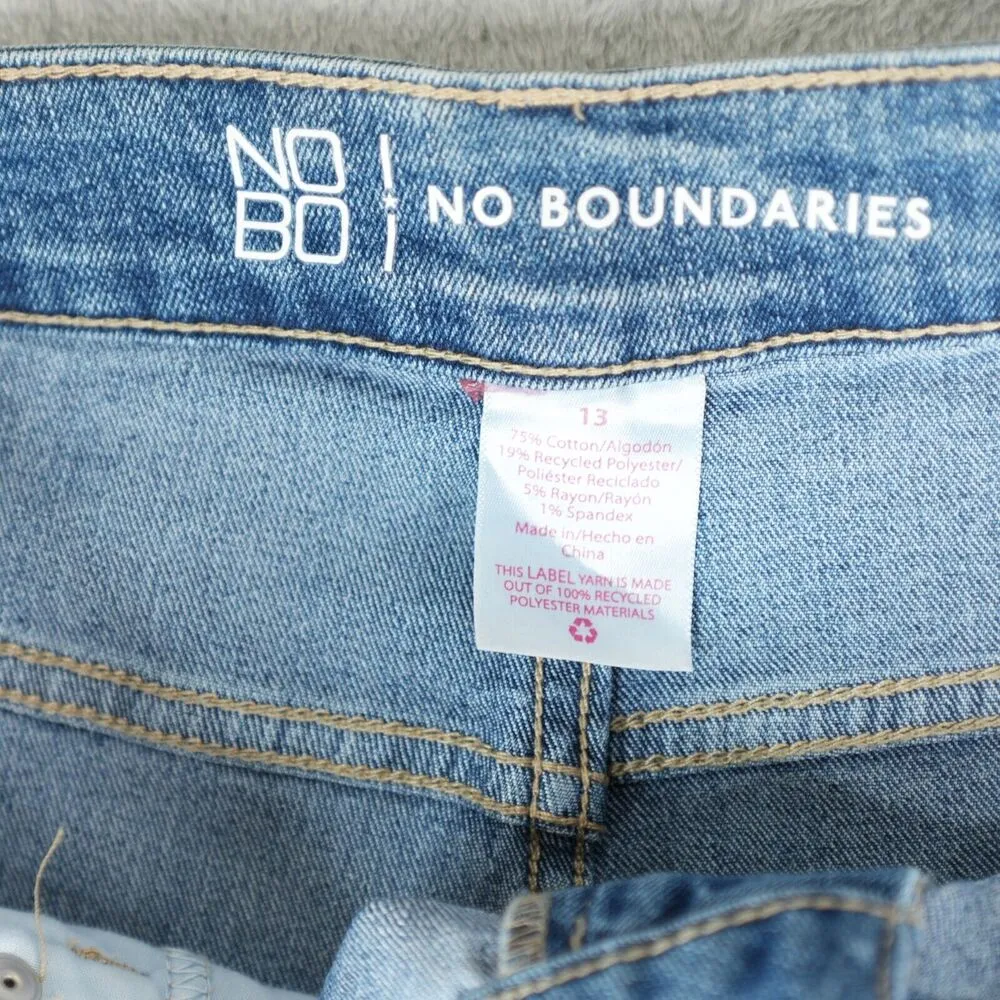 NO
BO
NO BOUNDARIES
13
75% Cotton/Algodón
19% Recycled Polyester/
Poliéster Reciclado
5% Rayon/Rayón
1% Spandex
Made in/Hecho en
China
THIS LABEL YARN IS MADE
OUT OF 100% RECYCLED
POLYESTER MATERIALS